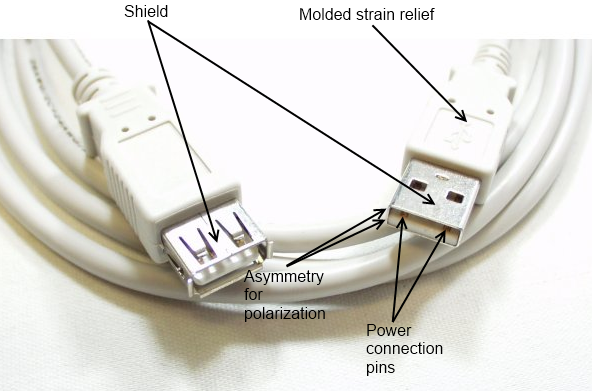 Shield
Molded strain relief
Asymmetry
for
polarization
Power
connection
pins